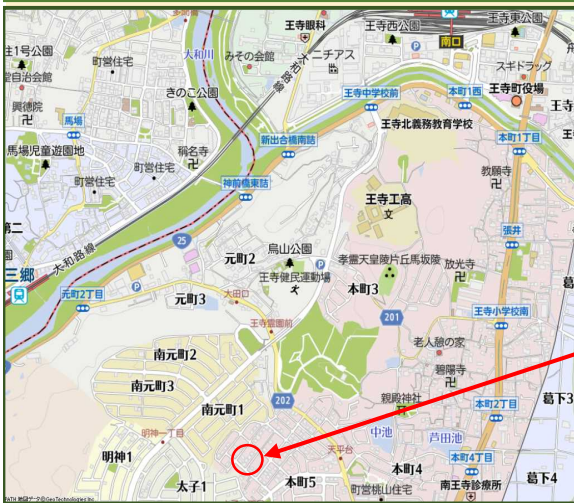 王寺眼科
王寺西公園
王寺東公園
南口
大和川
みその会館
ニチアス
スギドラッグ
住1号公園
町営住宅
大和路線
王寺中学校前
本町1西
王寺町役場
きのこ公園
興徳院
馬場
王寺北義務教育学校
新出合橋南詰
本町1丁目
馬場児童遊園地
稱名寺
町営住宅
町営住宅
神前橋東詰
教願寺
王寺工高
文
25
元町2
烏山公園
張井
大和路線
三郷
王寺健民運動場
孝霊天皇陵片丘馬坂陵
放光寺
元町2丁目
元町3
太田口
本町3
201
王寺小学校南
王寺霊園前
老人憩の家
南元町2
碧陽寺
南元町3
親殿神社
202
本町2丁目
葛下3
南元町1
中池
芦田池
明神一丁目
天平台
明神1
本町4
本町4丁目
太子1
本町5
町営桃山住宅
南王寺診療所
葛下4